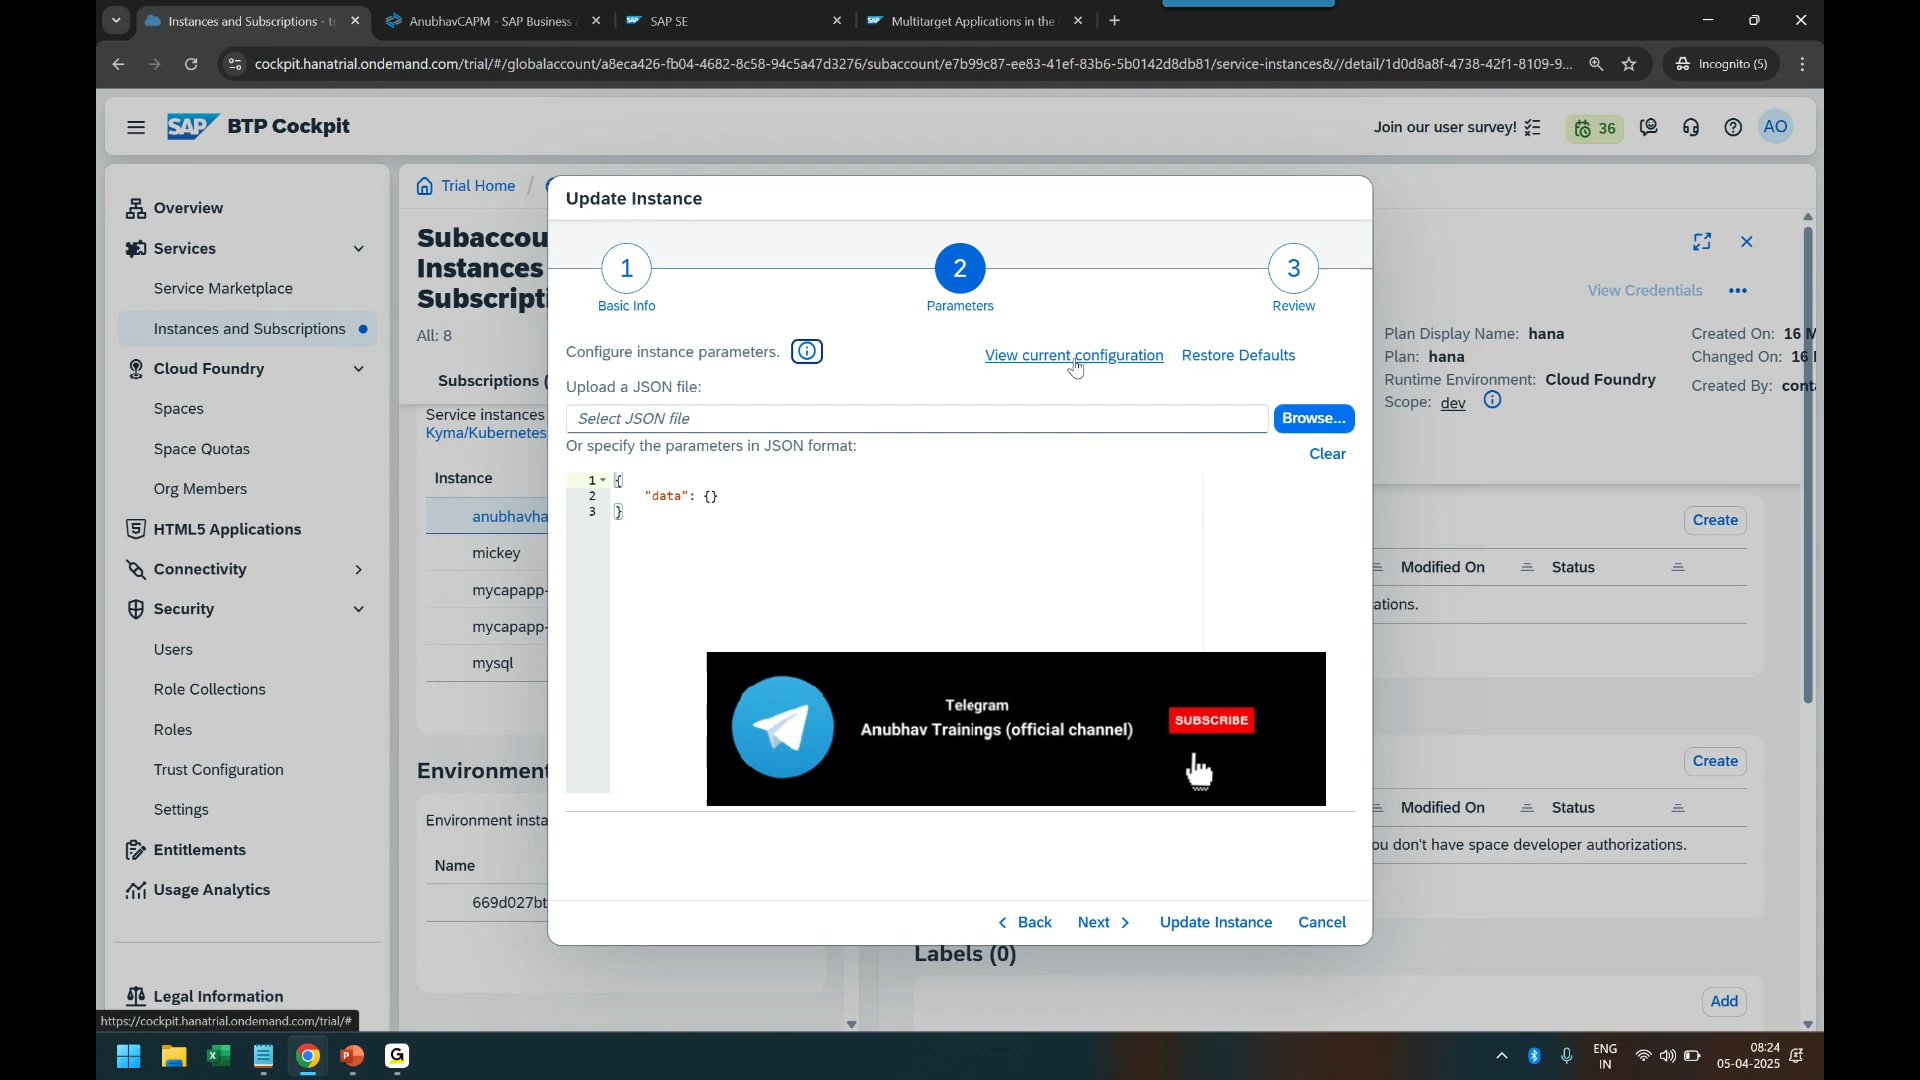 Instances and Subscriptions - t
AnubhavCAPM - SAP Business
SAP SE
Multitarget Applications in the
cockpit.hanatrial.ondemand.com/trial/#/globalaccount/a8eca426-fb04-4682-8c58-94c5a47d3276/subaccount/e7b99c87-ee83-41ef-83b6-5b0142d8db81/service-instances&//detail/1d0d8a8f-4738-42f1-8109-9...
Incognito (5)
SAP
BTP Cockpit
Join our user survey!
36
AO
Overview
Services
Service Marketplace
Instances and Subscriptions
Cloud Foundry
Spaces
Space Quotas
Org Members
HTML5 Applications
Connectivity
Security
Users
Role Collections
Roles
Trust Configuration
Settings
Entitlements
Usage Analytics
Legal Information
https://cockpit.hanatrial.ondemand.com/trial/#
Trial Home /
Subaccou
Instances
Subscripti
All: 8
Subscriptions (
Service instances
Kyma/Kubernetes
Instance
anubhavha
mickey
mycapapp-
mycapapp-
mysql
Environment
Environment insta
Name
669d027bt
Update Instance
1
2
3
Basic Info
Parameters
Review
Configure instance parameters.
View current configuration
Restore Defaults
Upload a JSON file:
Select JSON file
Browse...
Or specify the parameters in JSON format:
Clear
1 {
2 "data": {}
3 }
Telegram
Anubhav Trainings (official channel)
SUBSCRIBE
Back
Next
Update Instance
Cancel
View Credentials
Plan Display Name: hana
Plan: hana
Runtime Environment: Cloud Foundry
Scope: dev
Created On: 16 M
Changed On: 16
Created By: conta
Create
Modified On
Status
ations.
Create
Modified On
Status
ou don't have space developer authorizations.
Labels (0)
Add
ENG
IN
08:24
05-04-2025